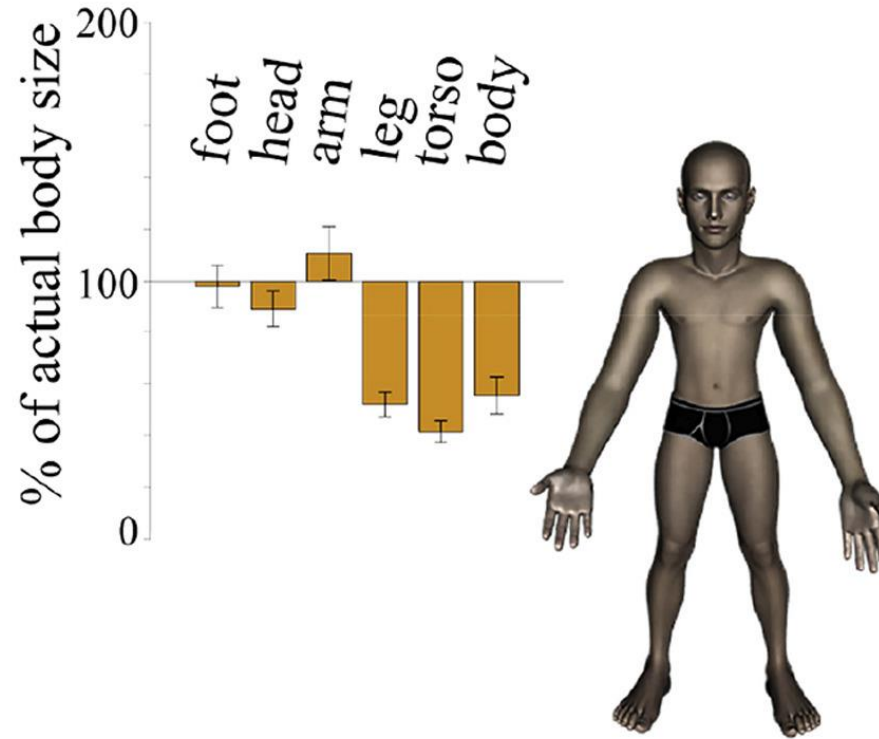 % of actual body size
200
100
0
foot
head
arm
leg
torso
body